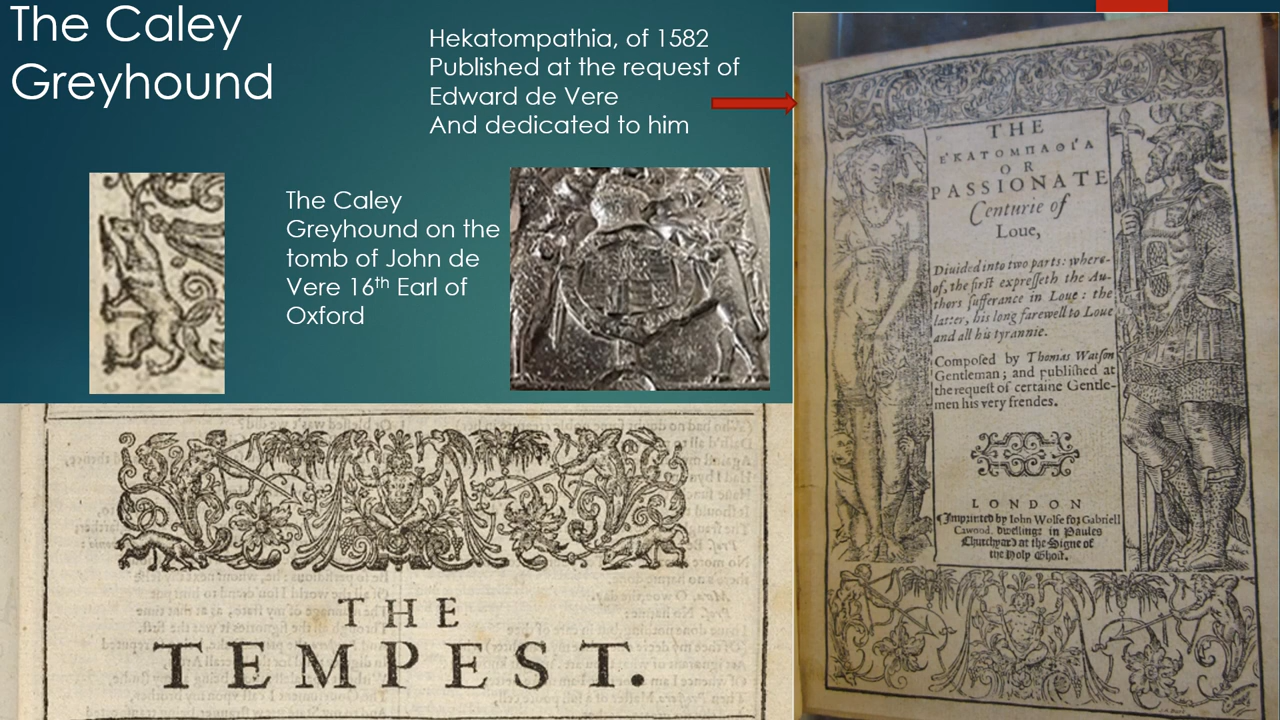 The Caley
Greyhound
Hekatompathia, of 1582
Published at the request of
Edward de Vere
And dedicated to him
The Caley
Greyhound on the
tomb of John de
Vere 16th Earl of
Oxford
THE
ἘΚΑΤΟΜΠΑΘΊΑ
OR
PASSIONATE
Centurie of
Loue,
Diuided into two parts: where-
of, the first expresseth the Au-
thors sufferance in Loue : the
latter, his long farewell to Loue
and all his tyrannie.
Composed by Thomas Watson
Gentleman; and published at
the request of certaine Gentle-
men his very frendes.
LONDON
Imprinted by Iohn Wolfe for Gabriell
Cawood, dwellinge in Paules
Churchyard at the Signe of
the Holy Ghost.
THE
TEMPEST.